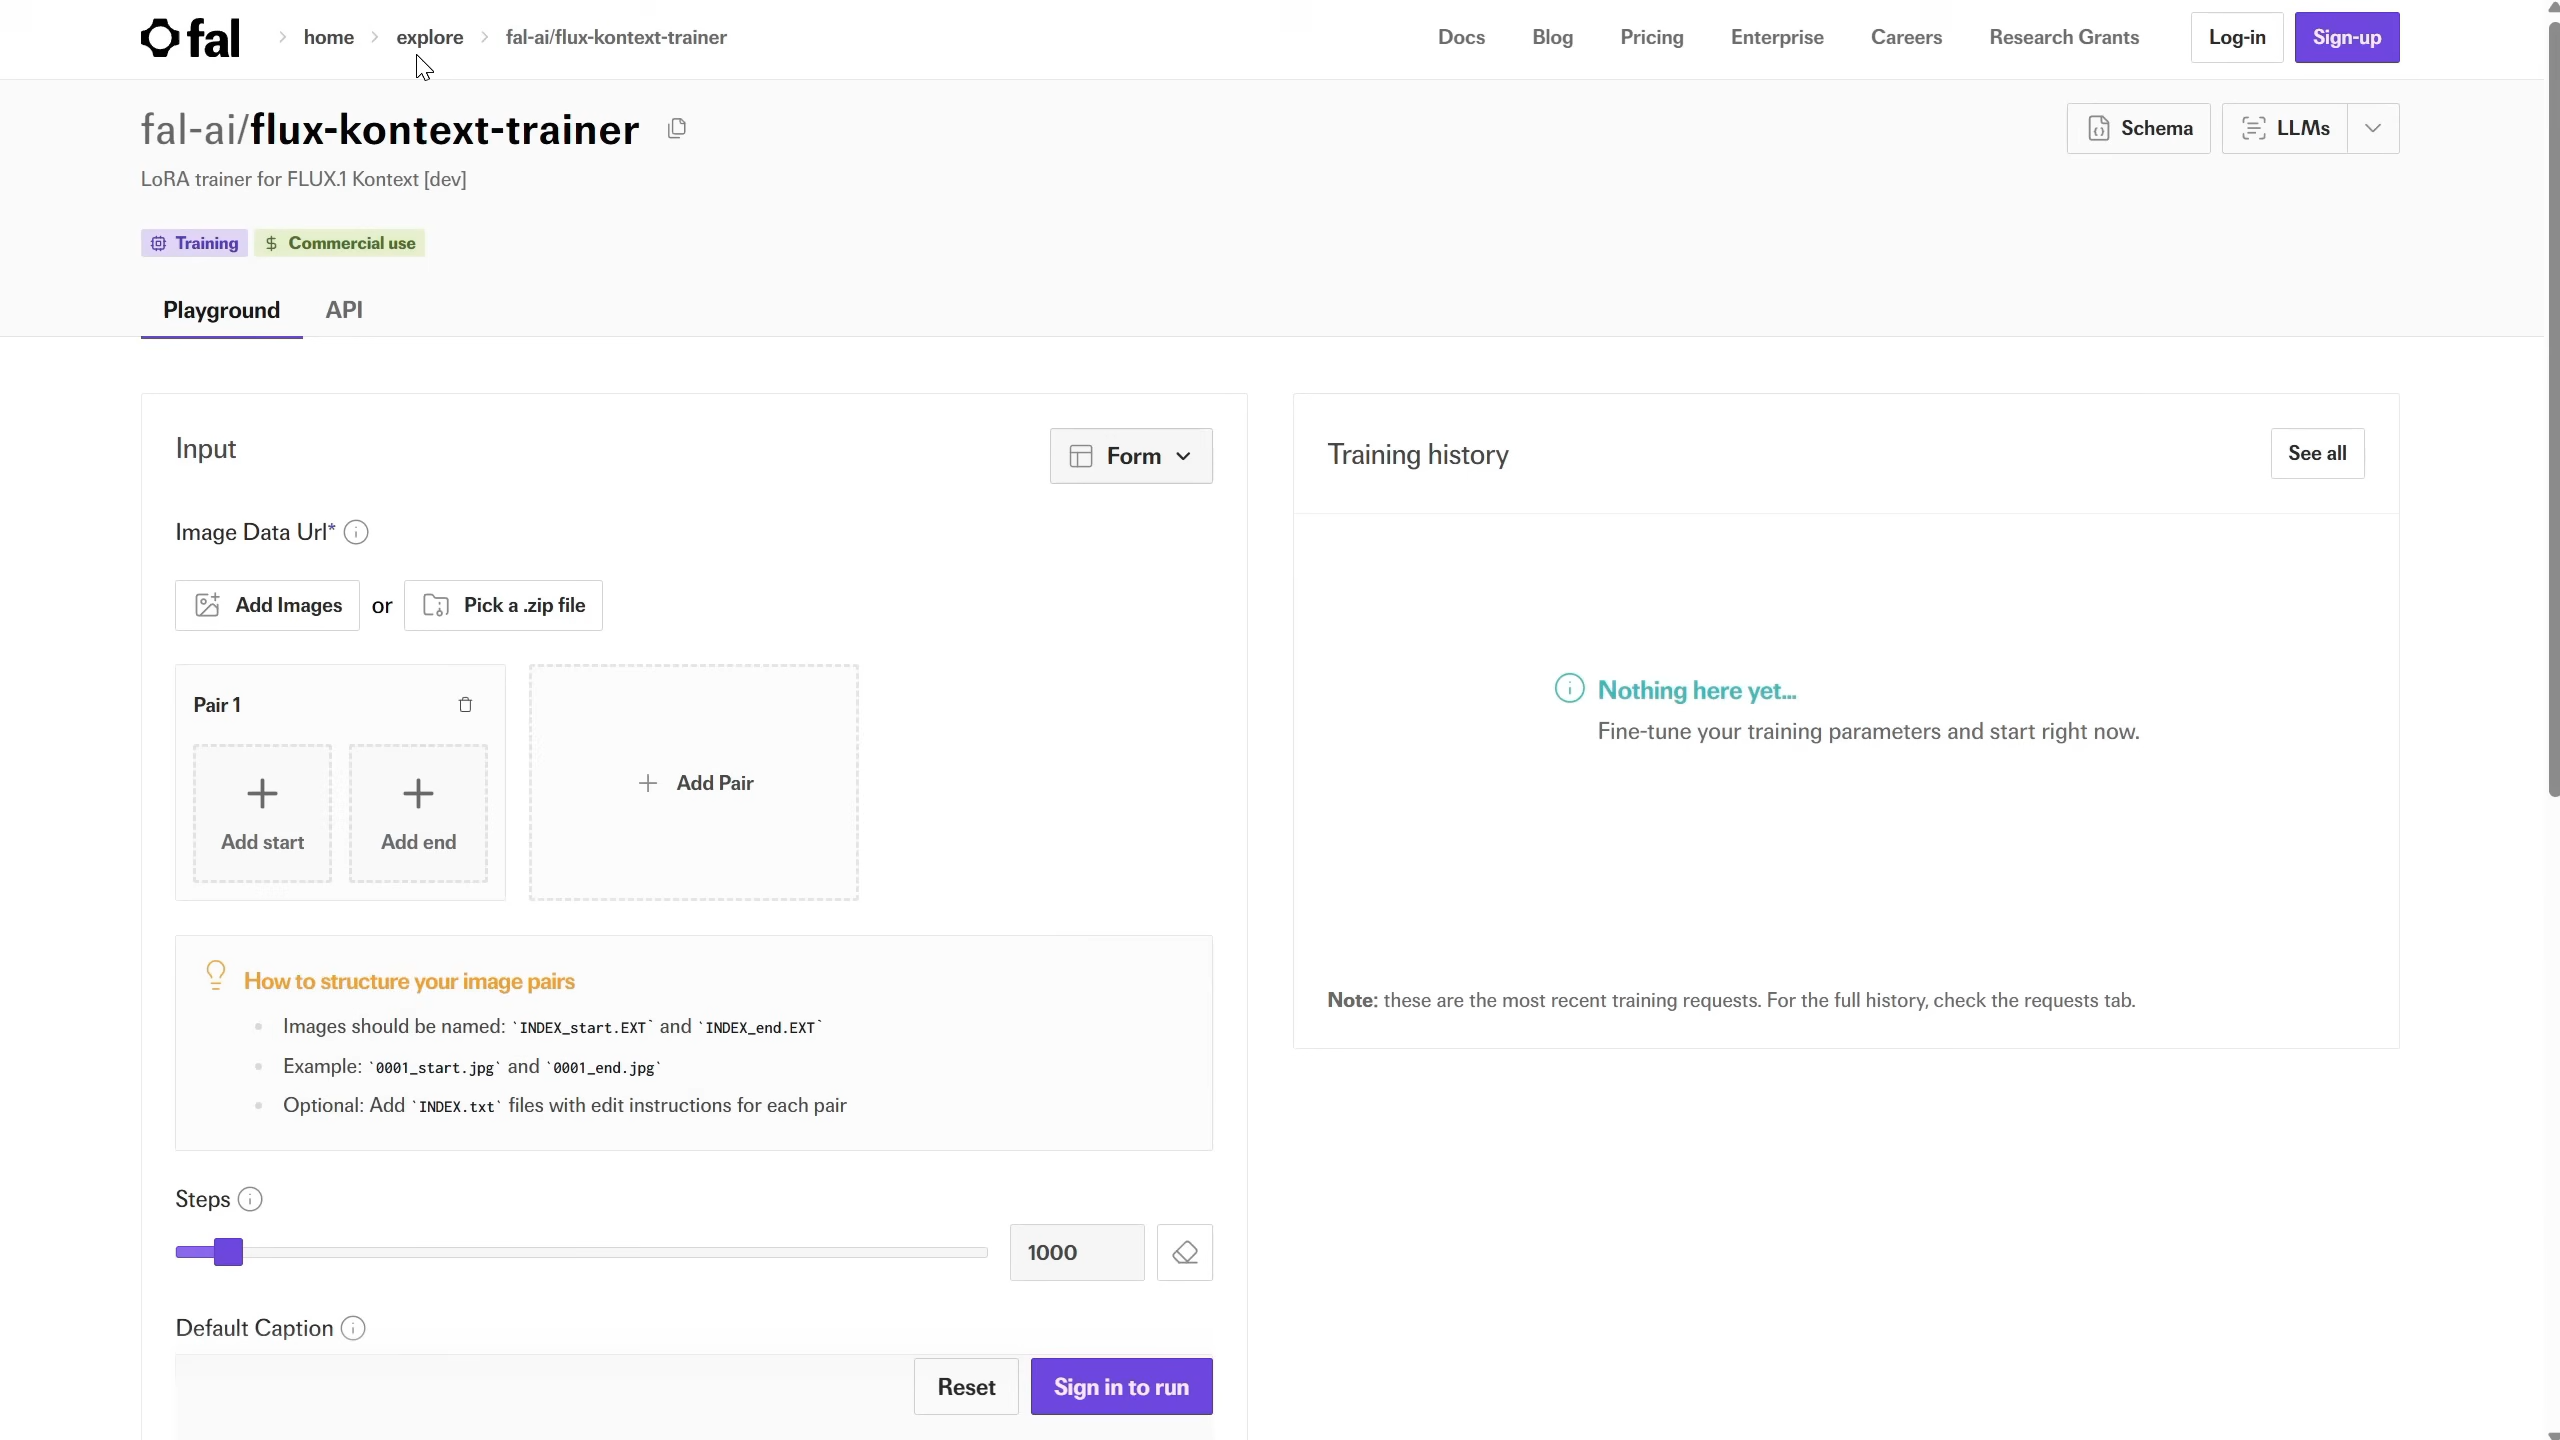 fal
home
explore
fal-ai/flux-kontext-trainer
Docs
Blog
Pricing
Enterprise
Careers
Research Grants
Log-in
Sign-up
fal-ai/flux-kontext-trainer
Schema
LLMs
LoRA trainer for FLUX.1 Kontext [dev]
Training
Commercial use
Playground
API
Input
Form
Image Data Url*
Add Images
or
Pick a .zip file
Pair 1
Add start
Add end
Add Pair
How to structure your image pairs
Images should be named: `INDEX_start.EXT` and `INDEX_end.EXT`
Example: `0001_start.jpg` and `0001_end.jpg`
Optional: Add `INDEX.txt` files with edit instructions for each pair
Steps
1000
Default Caption
Reset
Sign in to run
Training history
See all
Nothing here yet...
Fine-tune your training parameters and start right now.
Note: these are the most recent training requests. For the full history, check the requests tab.